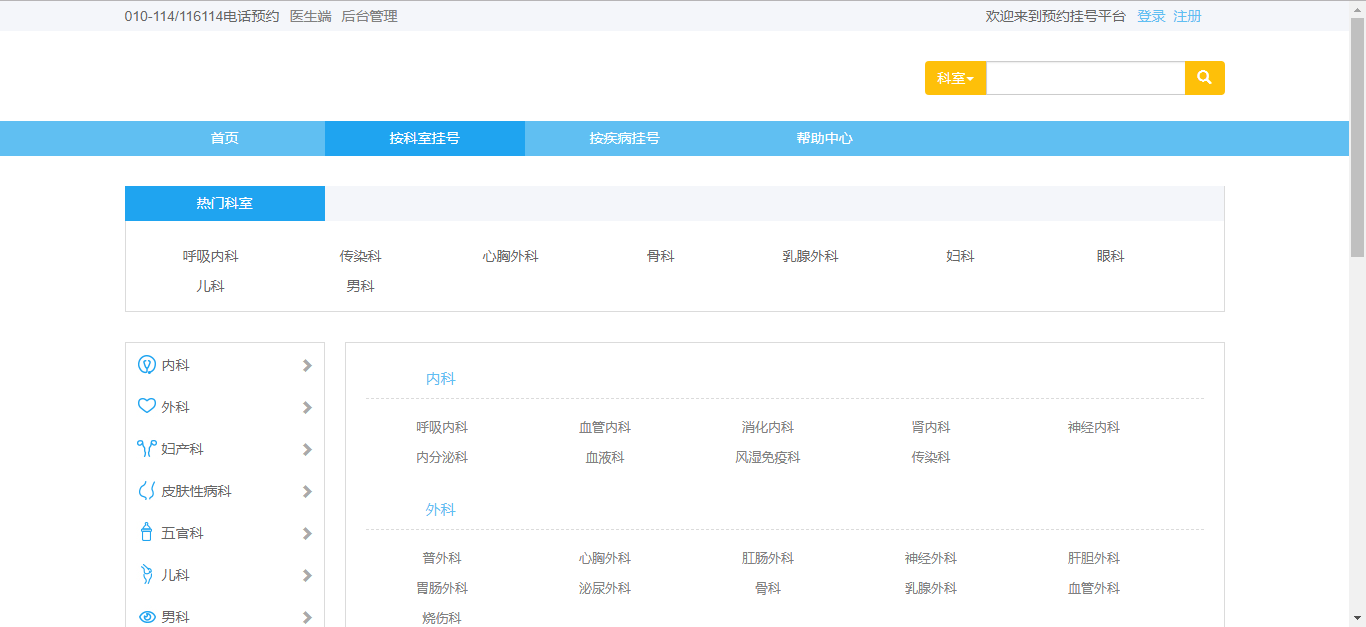 010-114/116114电话预约 医生端 后台管理 欢迎来到预约挂号平台 登录 注册
科室
首页 按科室挂号 按疾病挂号 帮助中心
热门科室
呼吸内科 传染科 心胸外科 骨科 乳腺外科 妇科 眼科
儿科 男科
内科
外科
妇产科
皮肤性病科
五官科
儿科
男科
内科
呼吸内科 血管内科 消化内科 肾内科 神经内科
内分泌科 血液科 风湿免疫科 传染科
外科
普外科 心胸外科 肛肠外科 神经外科 肝胆外科
胃肠外科 泌尿外科 骨科 乳腺外科 血管外科
烧伤科